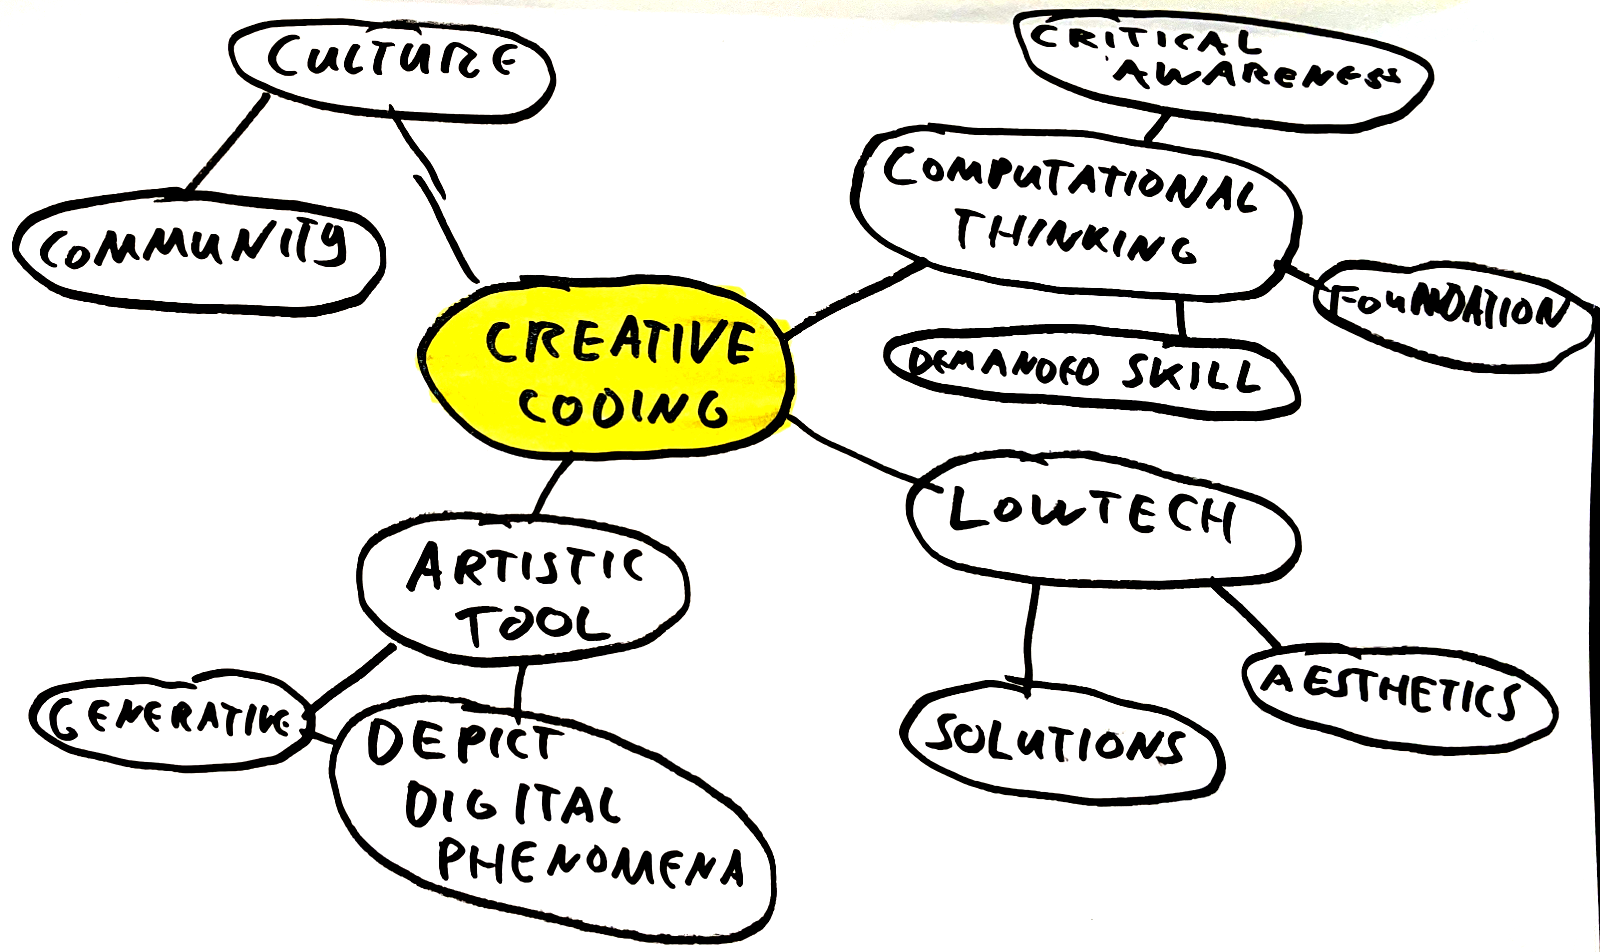 CULTURE
CRITICAL
AWARENESS
COMMUNITY
COMPUTATIONAL
THINKING
FOUNDATION
CREATIVE
CODING
DEMANDED SKILL
LOWTECH
ARTISTIC
TOOL
GENERATIVE
DEPICT
DIGITAL
PHENOMENA
SOLUTIONS
AESTHETICS